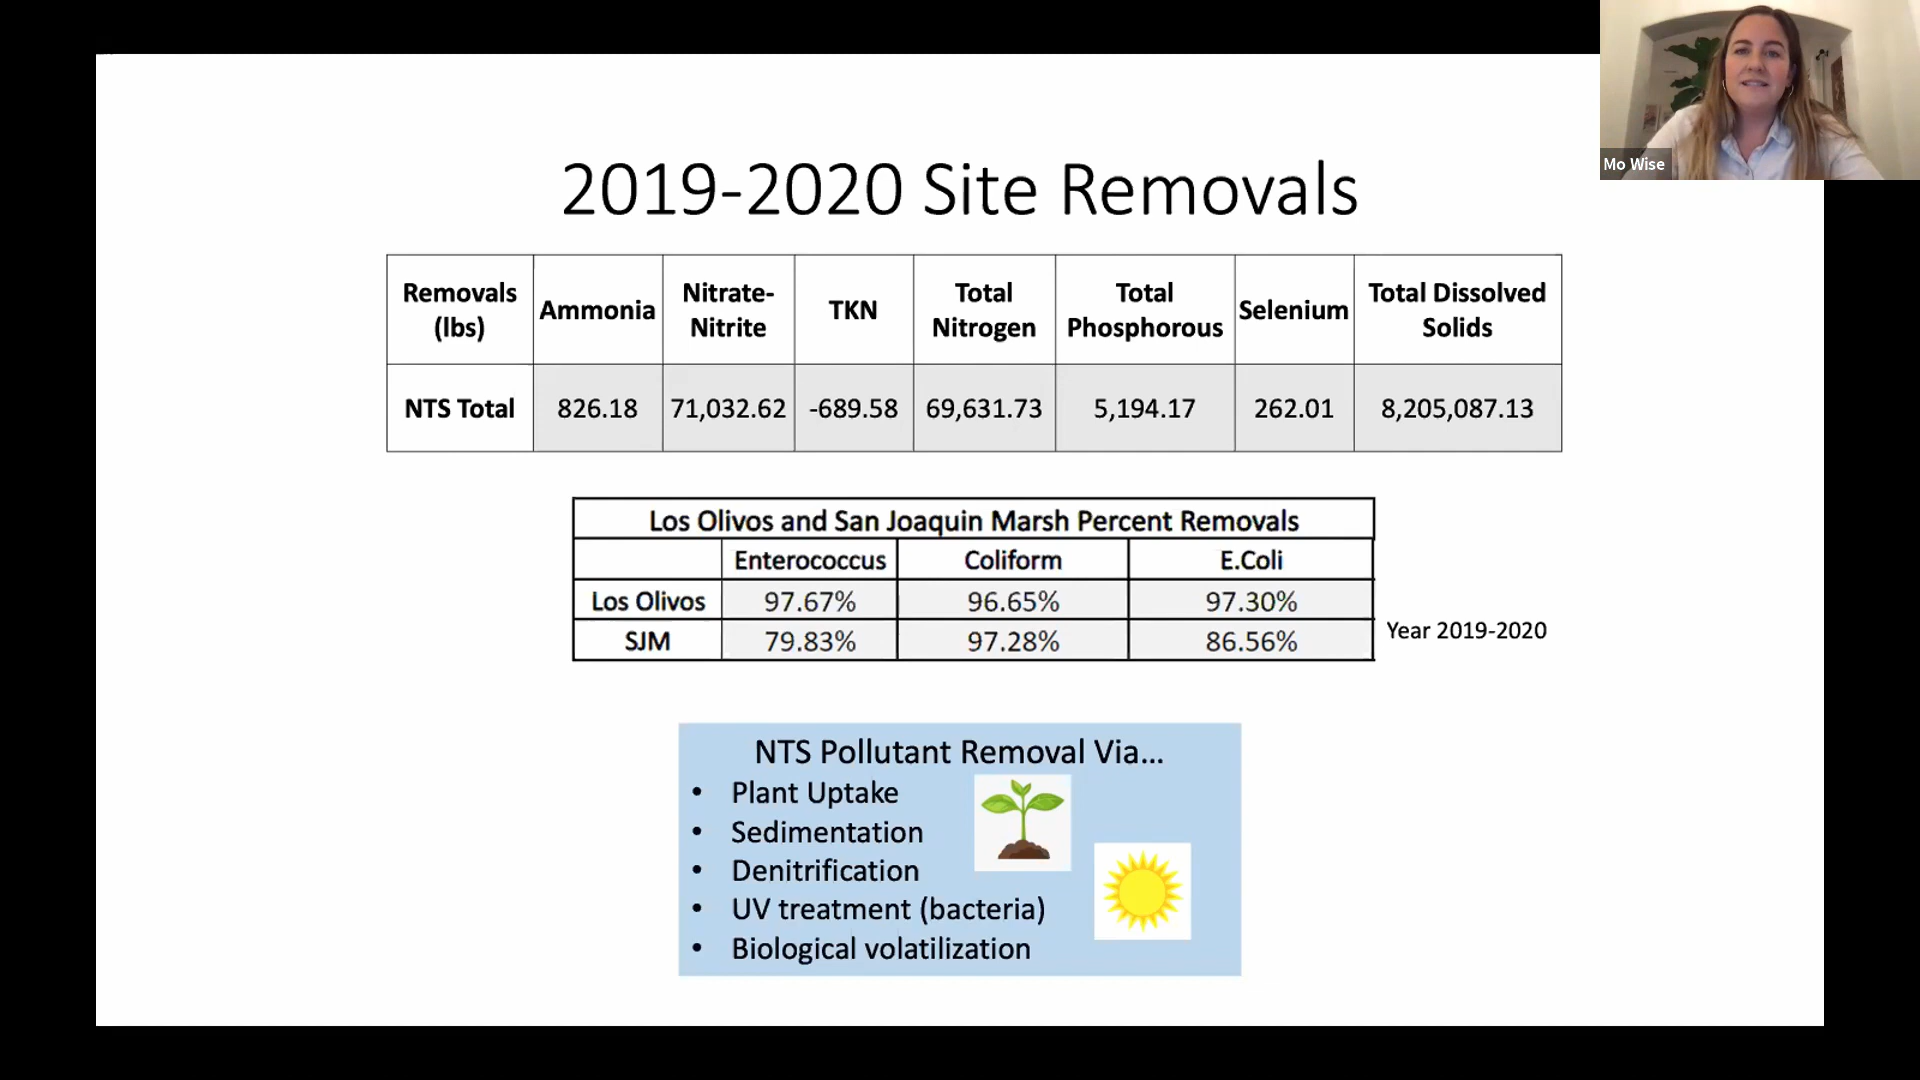 Mo Wise
2019-2020 Site Removals
Removals (lbs) Ammonia Nitrate-Nitrite TKN Total Nitrogen Total Phosphorous Selenium Total Dissolved Solids
NTS Total 826.18 71,032.62 -689.58 69,631.73 5,194.17 262.01 8,205,087.13
Los Olivos and San Joaquin Marsh Percent Removals
Enterococcus Coliform E.Coli
Los Olivos 97.67% 96.65% 97.30%
SJM 79.83% 97.28% 86.56%
Year 2019-2020
NTS Pollutant Removal Via...
• Plant Uptake
• Sedimentation
• Denitrification
• UV treatment (bacteria)
• Biological volatilization